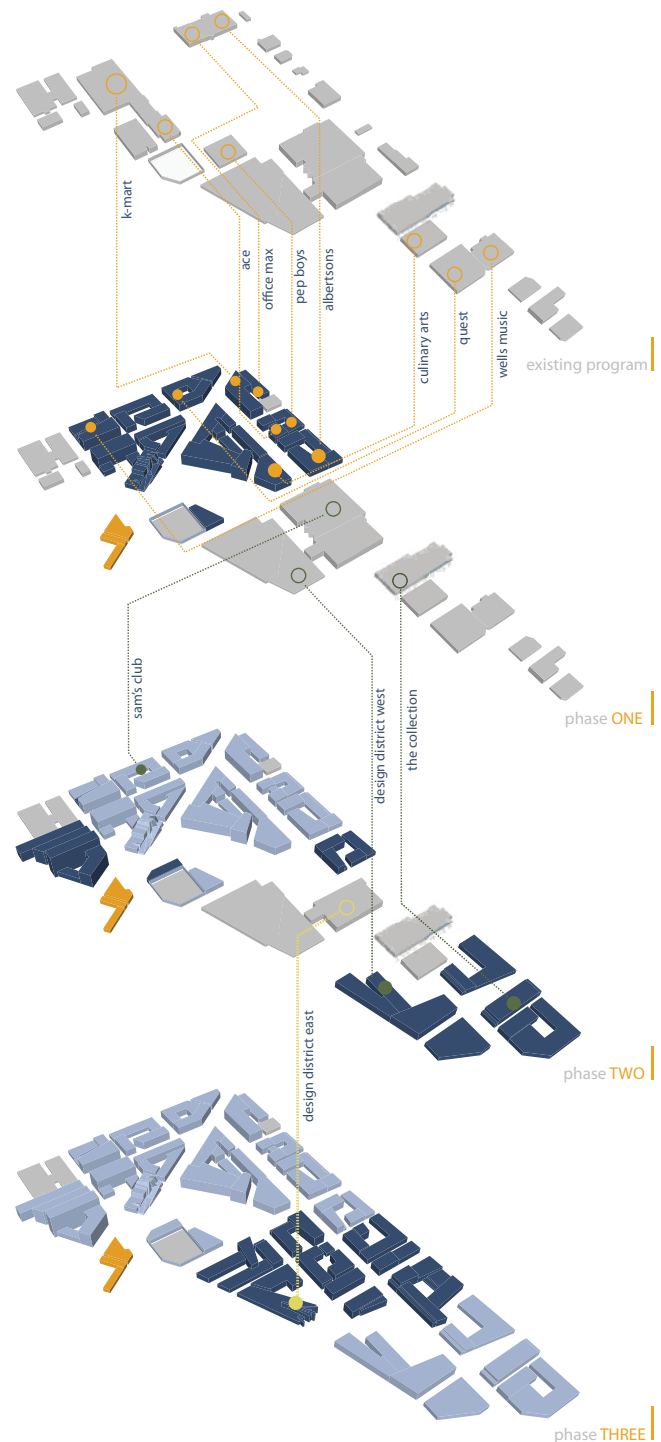 k-mart
ace
office max
pep boys
albertsons
culinary arts
quest
wells music
existing program
phase ONE
sam's club
design district west
the collection
phase TWO
design district east
phase THREE